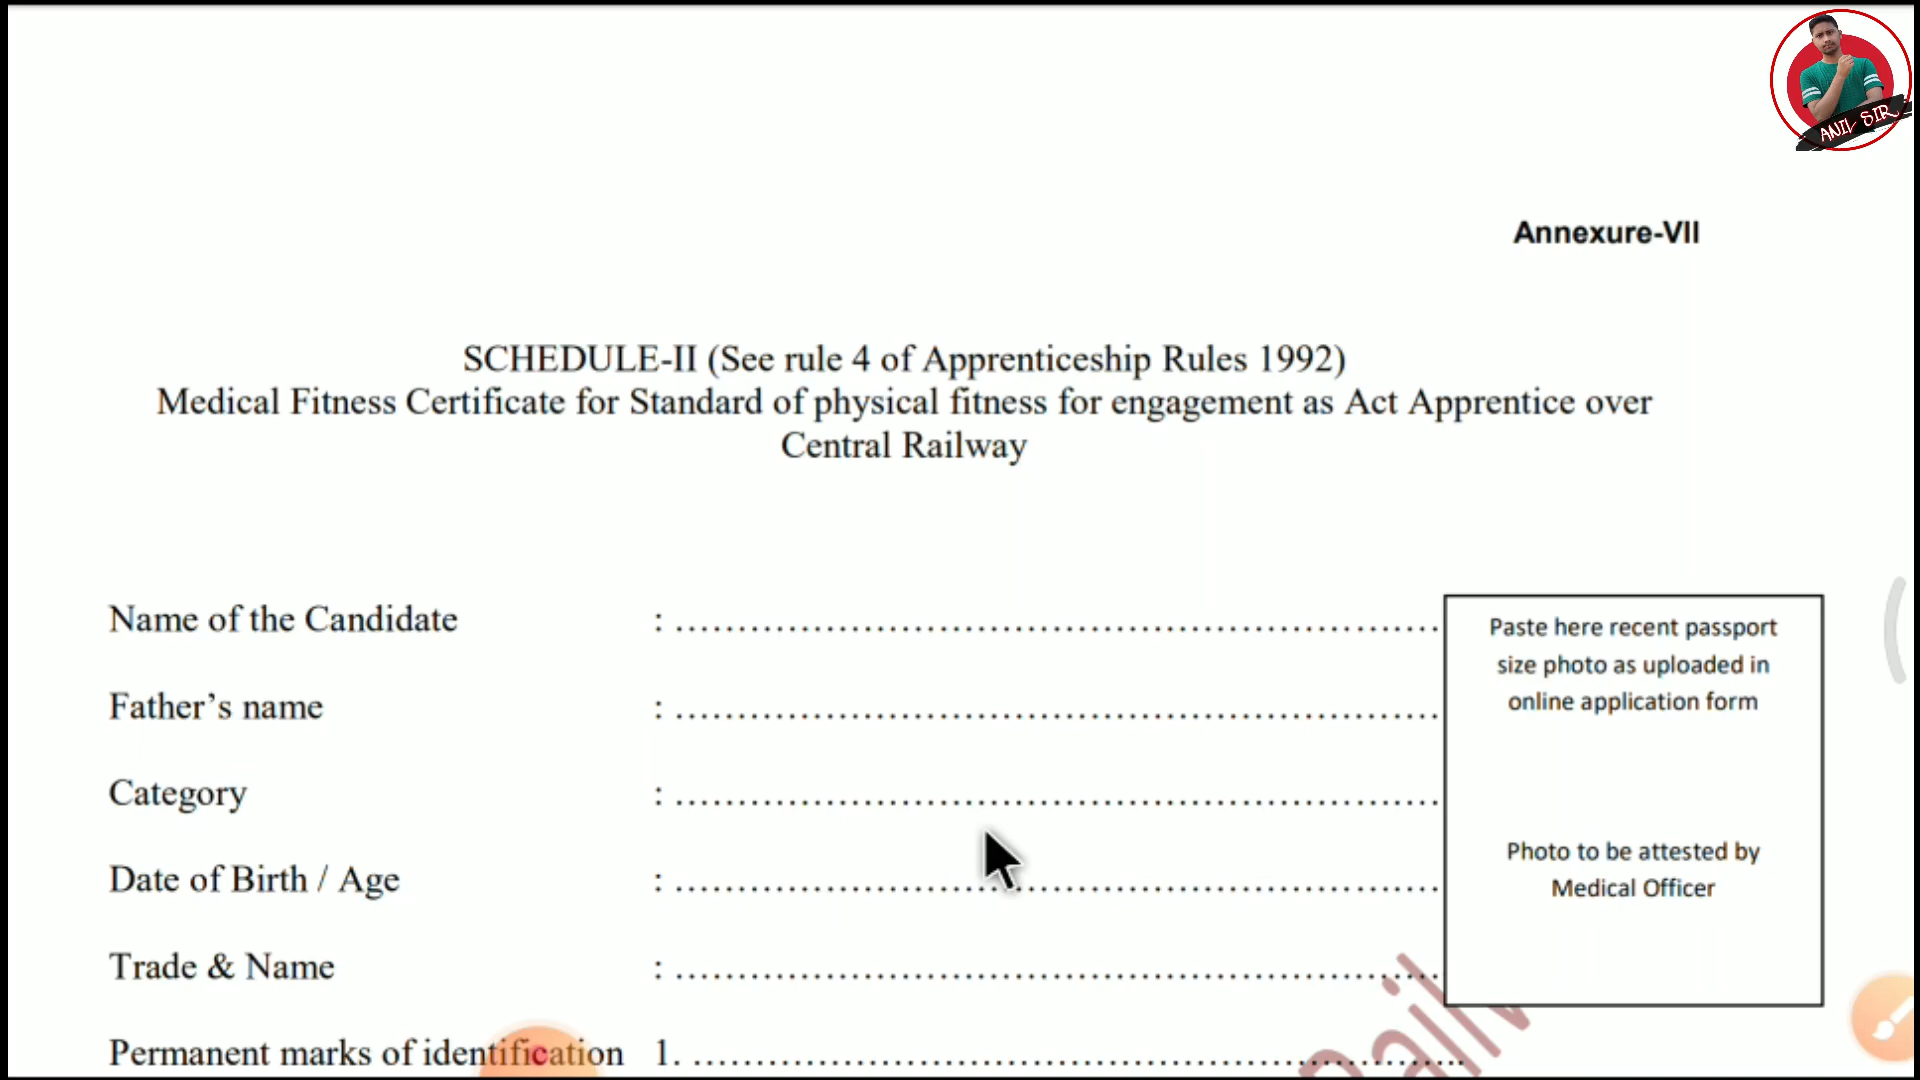 ANIL SIR
Annexure-VII
SCHEDULE-II (See rule 4 of Apprenticeship Rules 1992)
Medical Fitness Certificate for Standard of physical fitness for engagement as Act Apprentice over
Central Railway
Name of the Candidate : ....................................................
Father’s name : ....................................................
Category : ....................................................
Date of Birth / Age : ....................................................
Trade & Name : ....................................................
Permanent marks of identification 1. ....................................................
Paste here recent passport
size photo as uploaded in
online application form
Photo to be attested by
Medical Officer